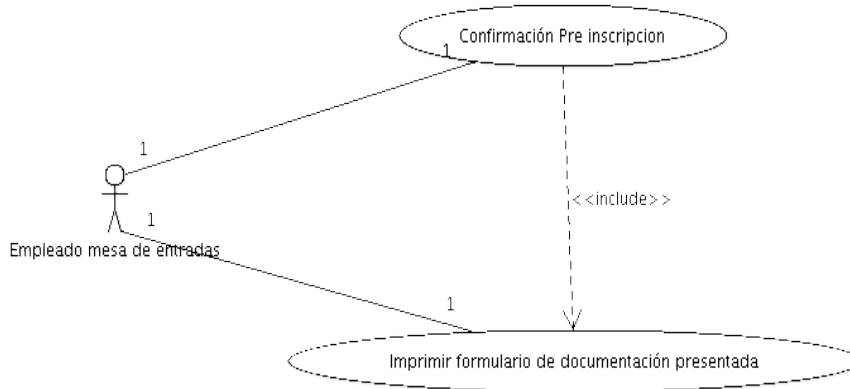 Confirmación Pre inscripcion
1
1
1
<<include>>
Empleado mesa de entradas
1
Imprimir formulario de documentación presentada